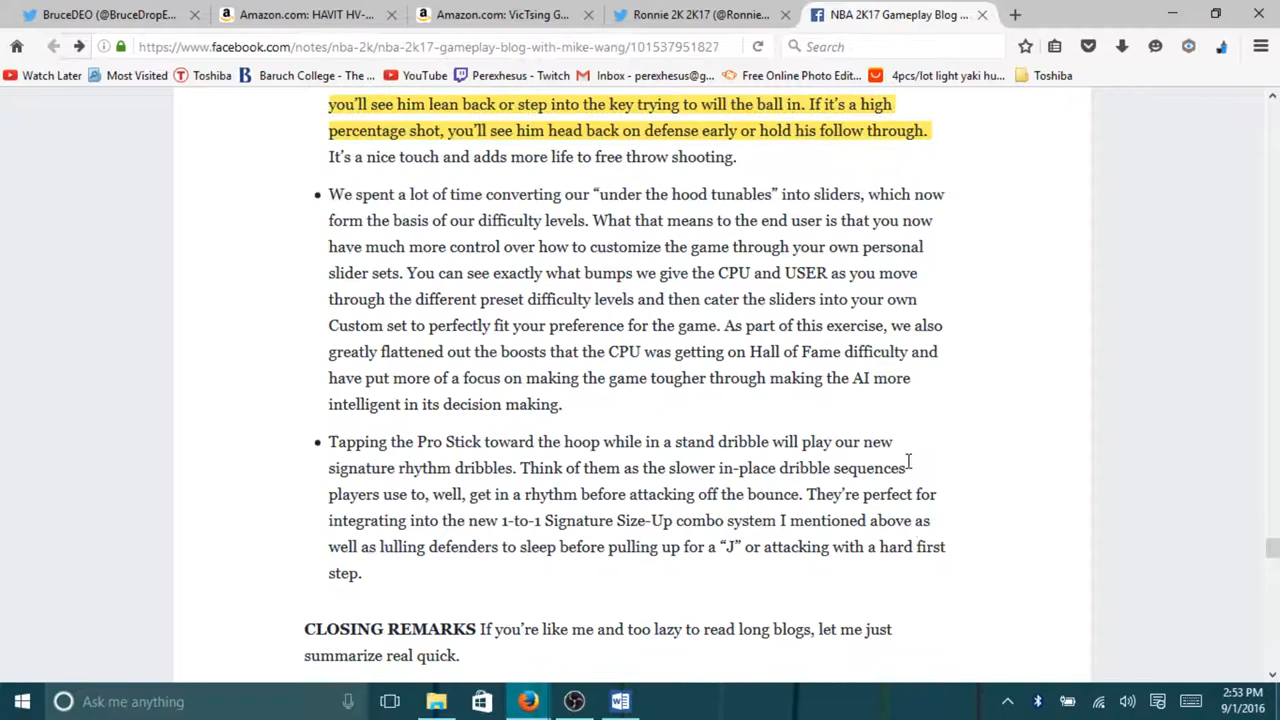 BruceDEO (@BruceDropE... × Amazon.com: HAVIT HV-... × Amazon.com: VicTsing G... × Ronnie 2K 2K17 (@Ronnie... × NBA 2K17 Gameplay Blog ... ×
https://www.facebook.com/notes/nba-2k/nba-2k17-gameplay-blog-with-mike-wang/101537951827 Search
Watch Later Most Visited Toshiba Baruch College - The ... YouTube Perexhesus - Twitch Inbox - perexhesus@g... Free Online Photo Edit... 4pcs/lot light yaki hu... Toshiba
you'll see him lean back or step into the key trying to will the ball in. If it's a high
percentage shot, you'll see him head back on defense early or hold his follow through.
It's a nice touch and adds more life to free throw shooting.
• We spent a lot of time converting our “under the hood tunables” into sliders, which now
form the basis of our difficulty levels. What that means to the end user is that you now
have much more control over how to customize the game through your own personal
slider sets. You can see exactly what bumps we give the CPU and USER as you move
through the different preset difficulty levels and then cater the sliders into your own
Custom set to perfectly fit your preference for the game. As part of this exercise, we also
greatly flattened out the boosts that the CPU was getting on Hall of Fame difficulty and
have put more of a focus on making the game tougher through making the AI more
intelligent in its decision making.
• Tapping the Pro Stick toward the hoop while in a stand dribble will play our new
signature rhythm dribbles. Think of them as the slower in-place dribble sequences
players use to, well, get in a rhythm before attacking off the bounce. They're perfect for
integrating into the new 1-to-1 Signature Size-Up combo system I mentioned above as
well as lulling defenders to sleep before pulling up for a “J” or attacking with a hard first
step.
CLOSING REMARKS If you're like me and too lazy to read long blogs, let me just
summarize real quick.
Ask me anything
2:53 PM
9/1/2016